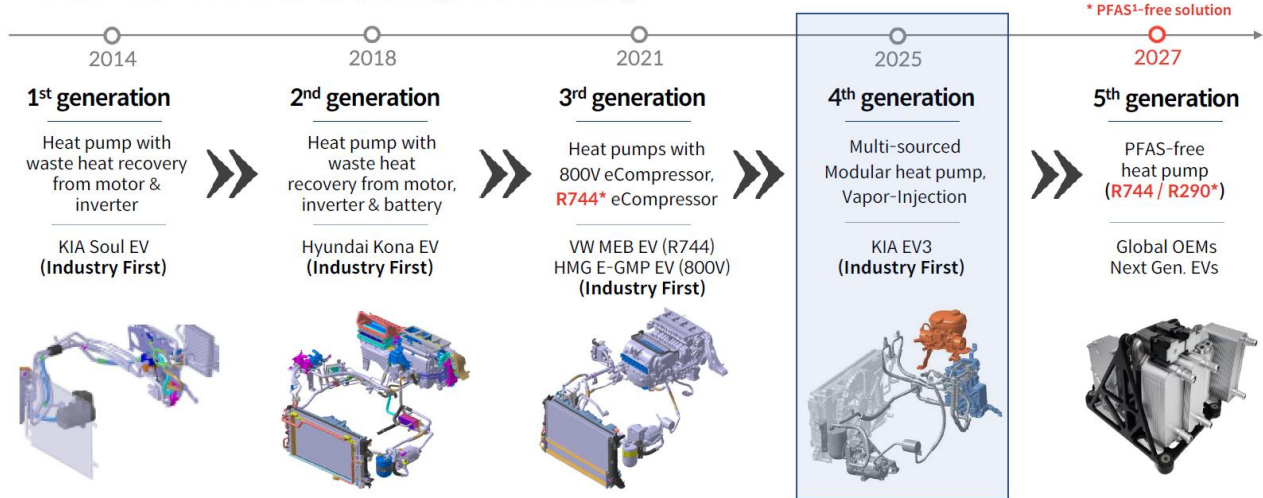 * PFAS¹-free solution
2014
2018
2021
2025
2027
1st generation
Heat pump with
waste heat recovery
from motor &
inverter
KIA Soul EV
(Industry First)
2nd generation
Heat pump with
waste heat
recovery from motor,
inverter & battery
Hyundai Kona EV
(Industry First)
3rd generation
Heat pumps with
800V eCompressor,
R744* eCompressor
VW MEB EV (R744)
HMG E-GMP EV (800V)
(Industry First)
4th generation
Multi-sourced
Modular heat pump,
Vapor-Injection
KIA EV3
(Industry First)
5th generation
PFAS-free
heat pump
(R744 / R290*)
Global OEMs
Next Gen. EVs